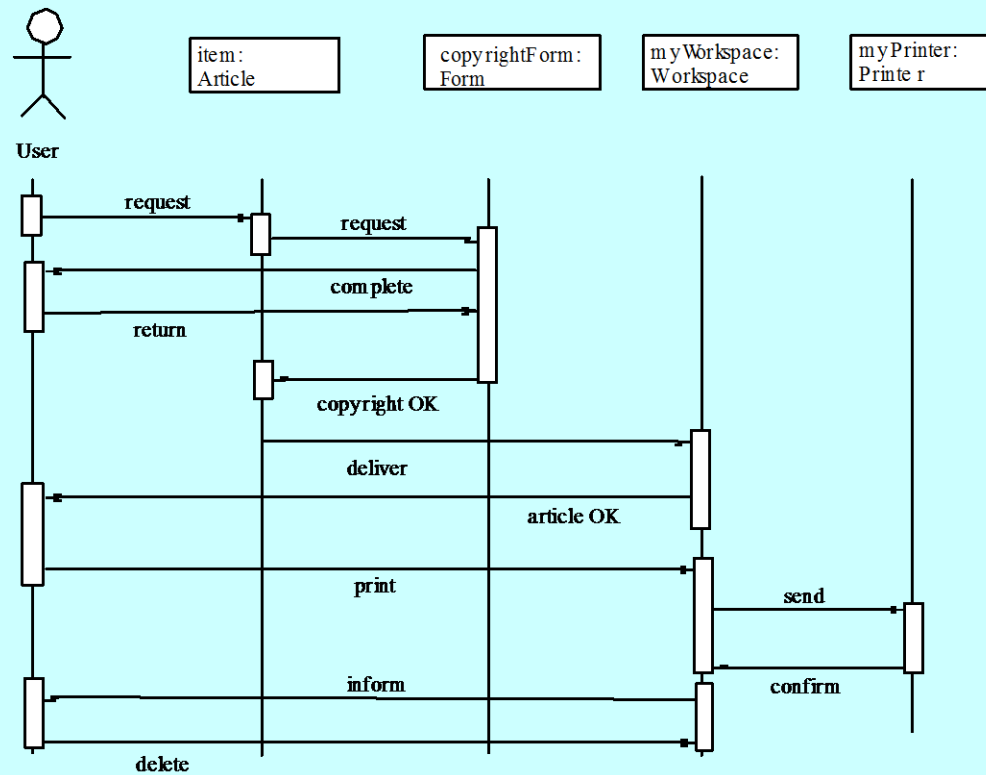 item:
Article
copyrightForm:
Form
myWorkspace:
Workspace
myPrinter:
Printer
User
request
request
complete
return
copyright OK
deliver
article OK
print
send
confirm
inform
delete